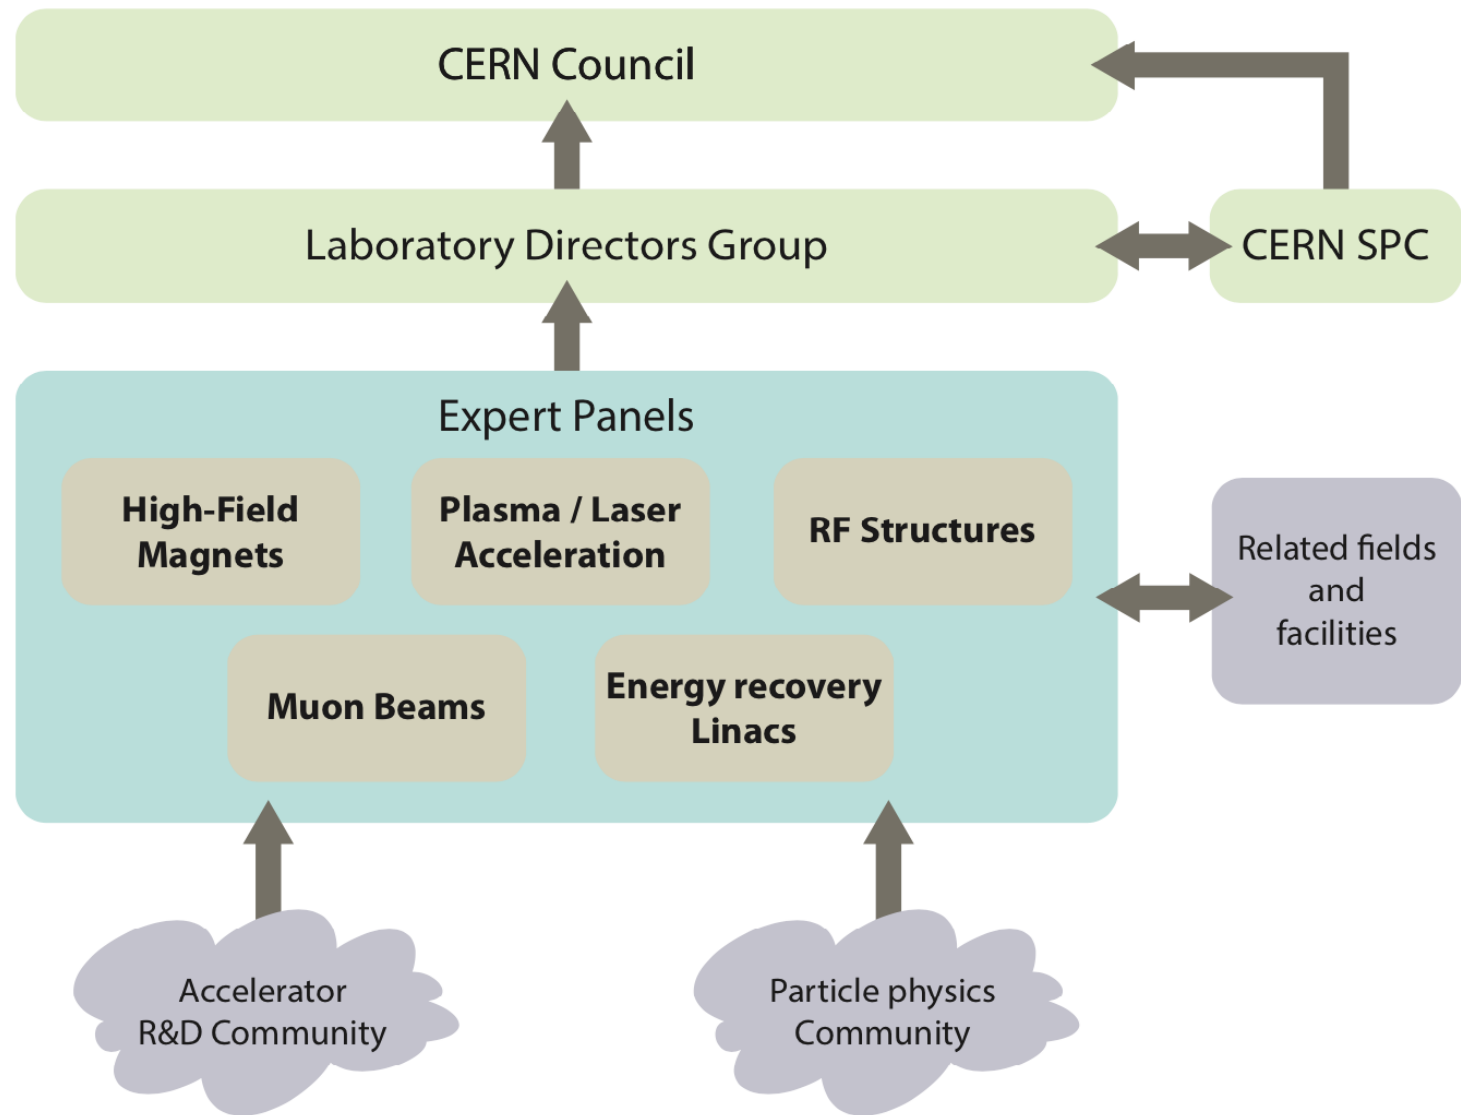 CERN Council
Laboratory Directors Group
CERN SPC
Expert Panels
High-Field
Magnets
Plasma / Laser
Acceleration
RF Structures
Related fields
and
facilities
Muon Beams
Energy recovery
Linacs
Accelerator
R&D Community
Particle physics
Community